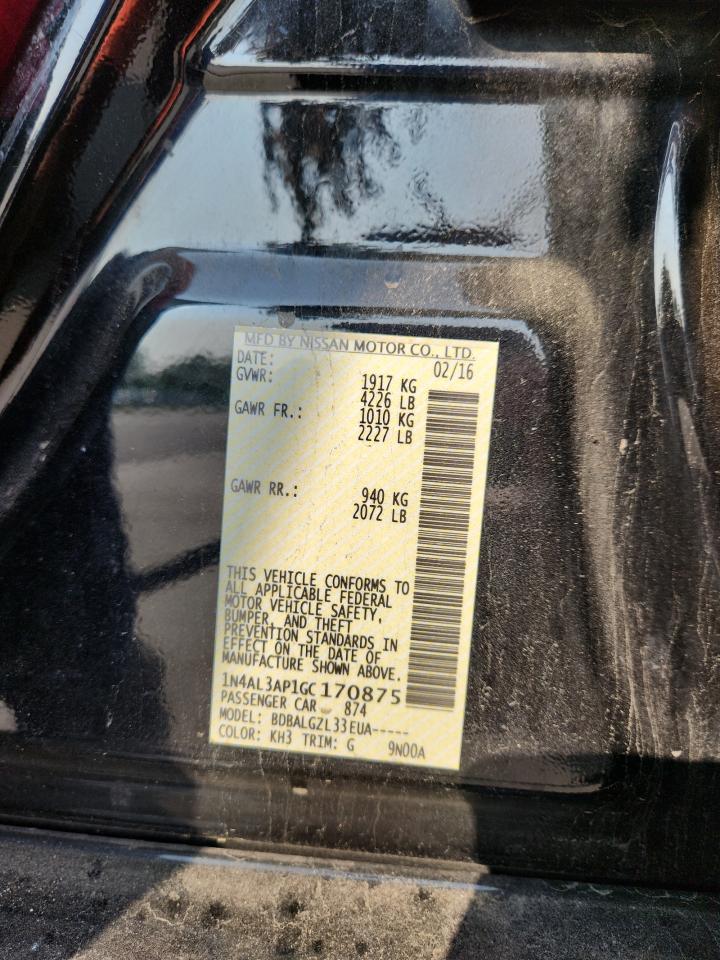 MFD BY NISSAN MOTOR CO., LTD.
DATE: 02/16
GVWR: 1917 KG
4226 LB
GAWR FR.: 1010 KG
2227 LB
GAWR RR.: 940 KG
2072 LB
THIS VEHICLE CONFORMS TO
ALL APPLICABLE FEDERAL
MOTOR VEHICLE SAFETY,
BUMPER, AND THEFT
PREVENTION STANDARDS IN
EFFECT ON THE DATE OF
MANUFACTURE SHOWN ABOVE.
1N4AL3AP1GC170875
PASSENGER CAR 874
MODEL: BDBALGZL33EUA-----
COLOR: KH3 TRIM: G 9N00A